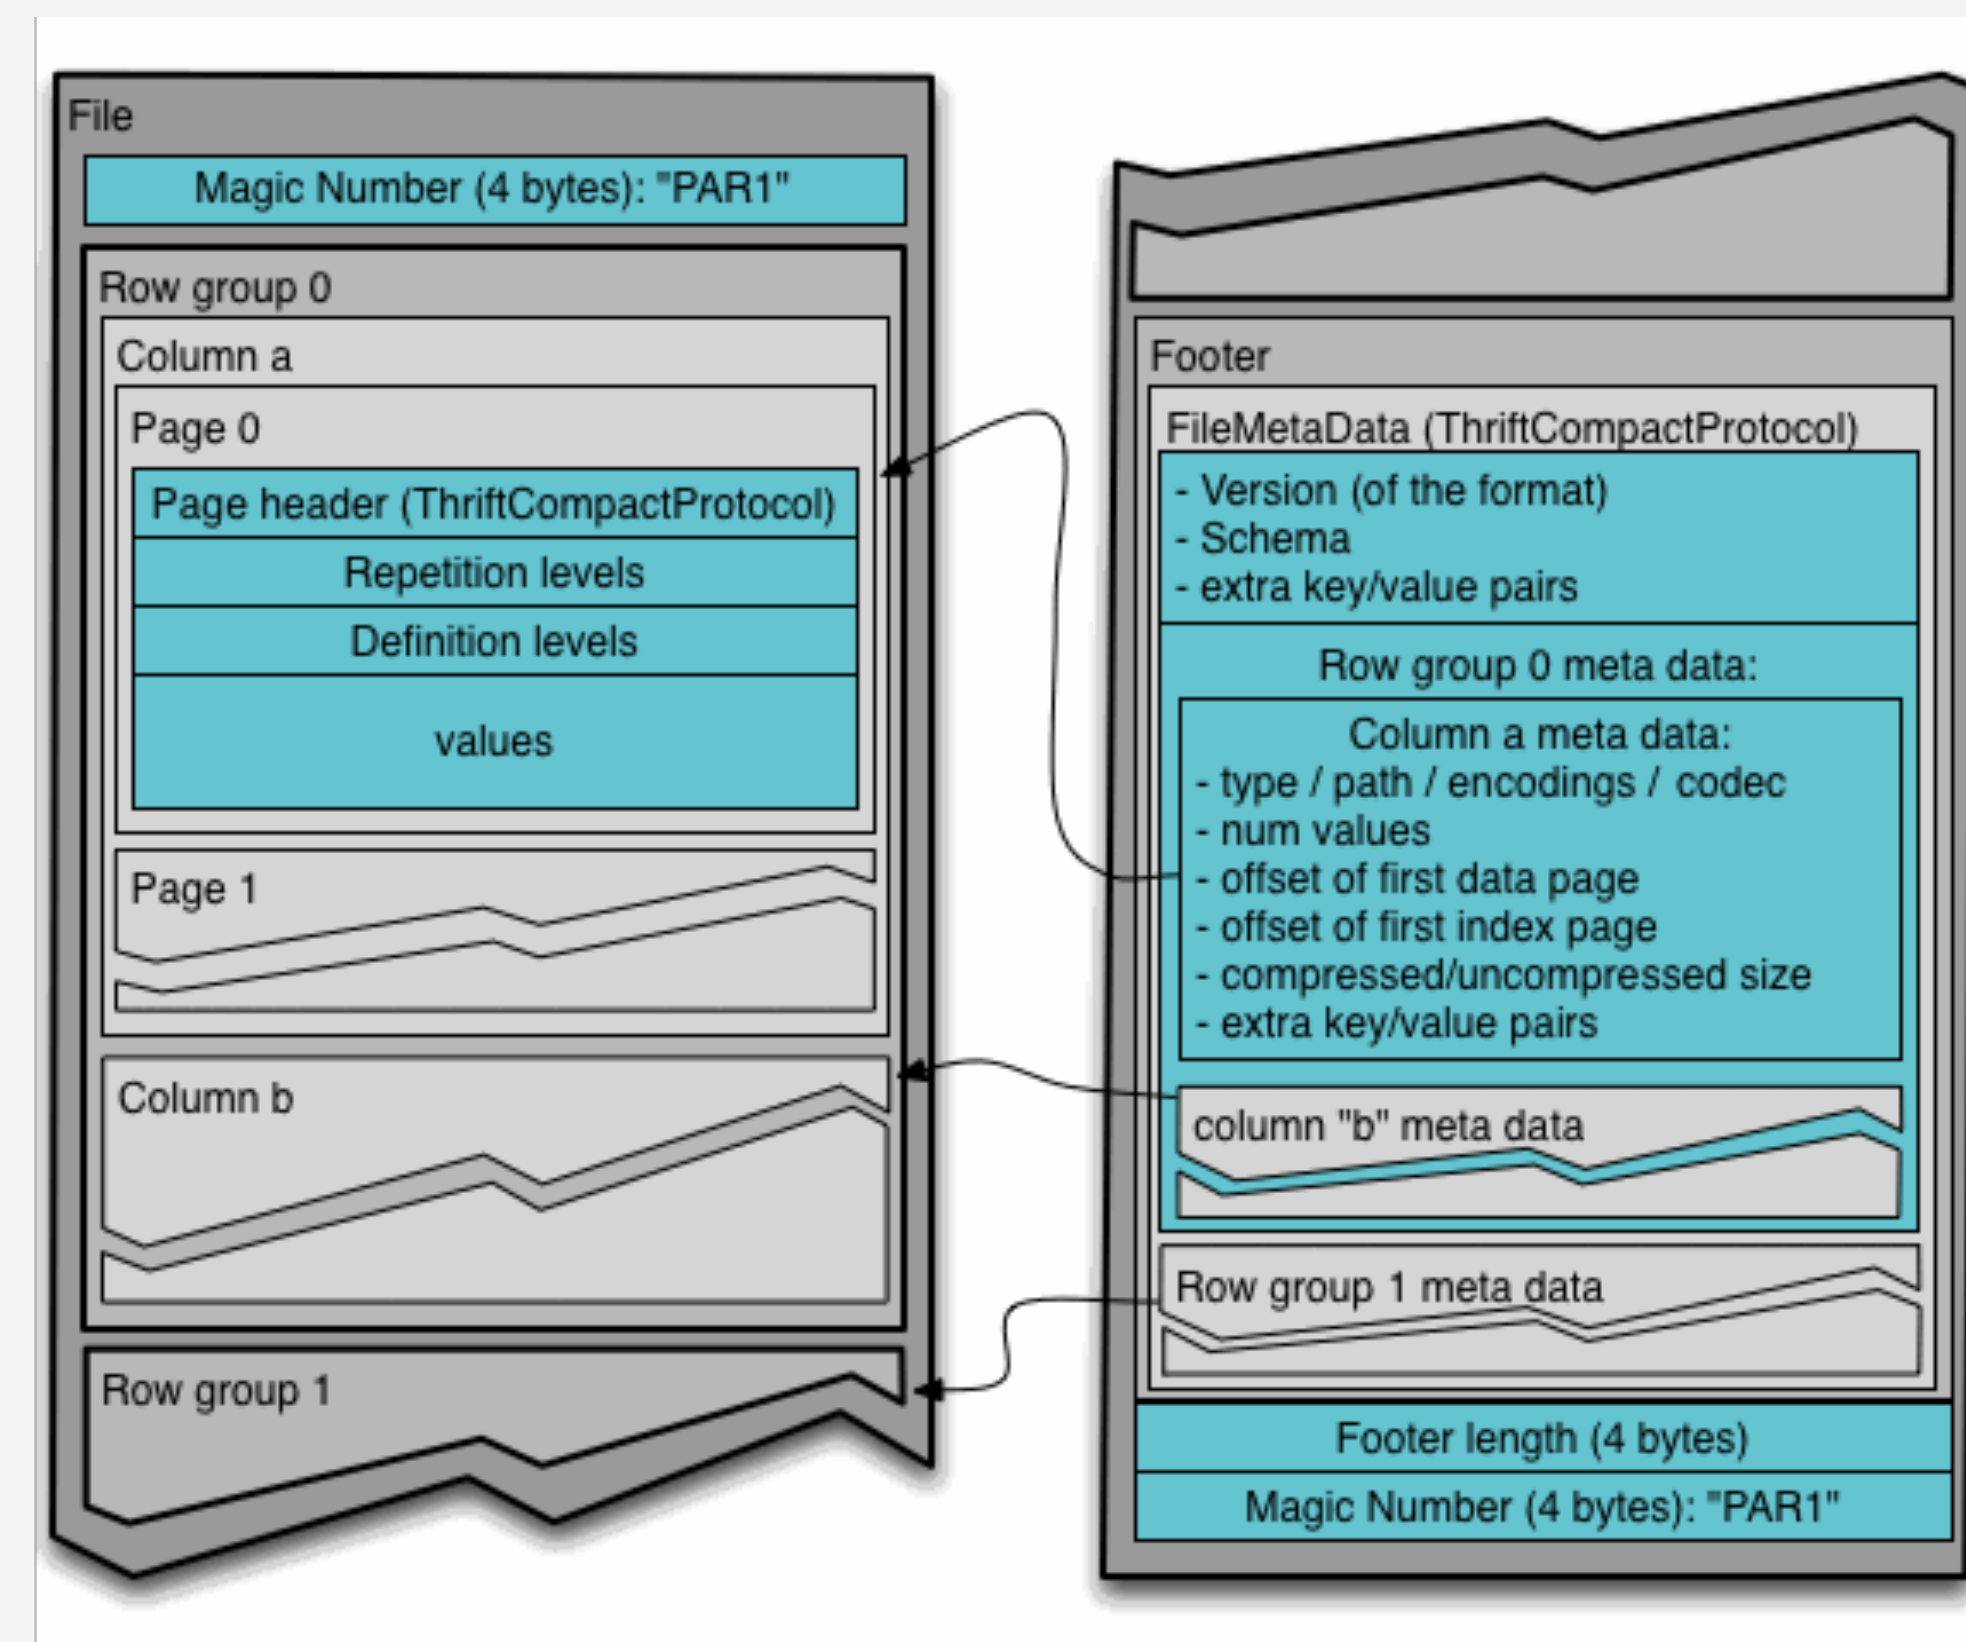 File
Magic Number (4 bytes): "PAR1"
Row group 0
Column a
Page 0
Page header (ThriftCompactProtocol)
Repetition levels
Definition levels
values
Page 1
Column b
Row group 1
Footer
FileMetaData (ThriftCompactProtocol)
- Version (of the format)
- Schema
- extra key/value pairs
Row group 0 meta data:
Column a meta data:
- type / path / encodings / codec
- num values
- offset of first data page
- offset of first index page
- compressed/uncompressed size
- extra key/value pairs
column "b" meta data
Row group 1 meta data
Footer length (4 bytes)
Magic Number (4 bytes): "PAR1"